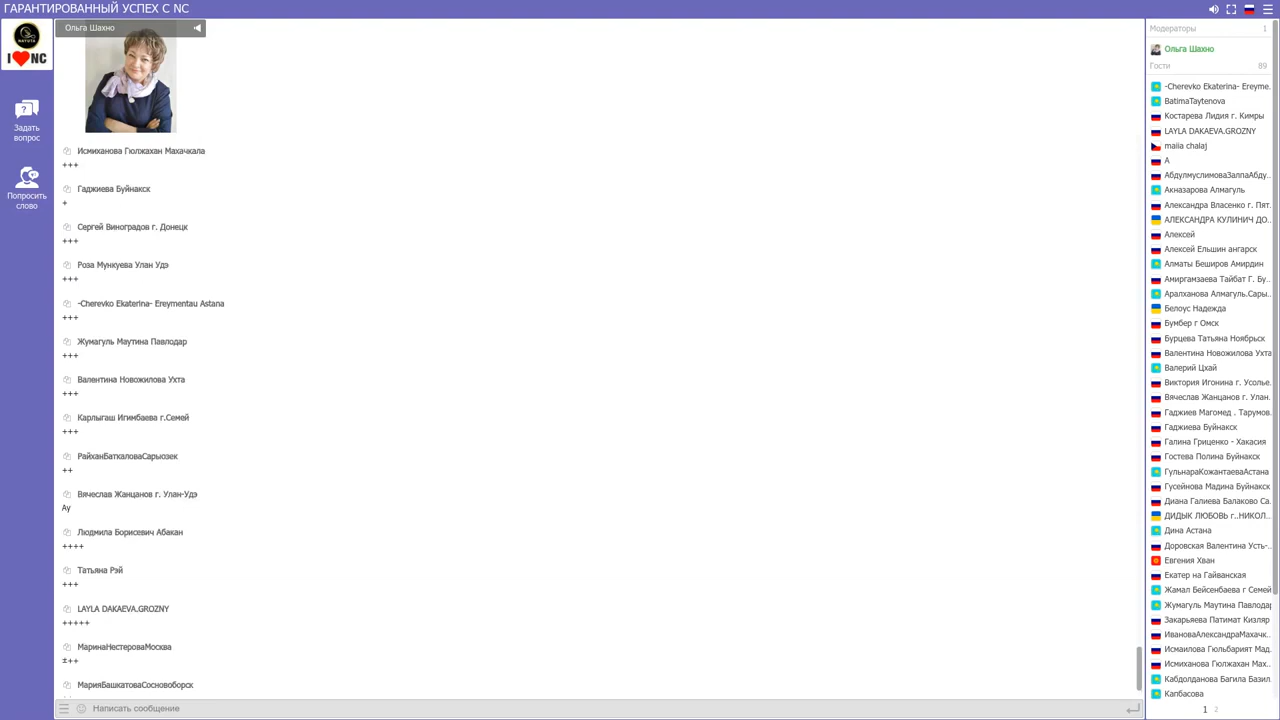 ГАРАНТИРОВАННЫЙ УСПЕХ С NC
NAYUTA
I NC
Задать
вопрос
Попросить
слово
Ольга Шахно
Исмиханова Гюлжахан Махачкала
+++
Гаджиева Буйнакск
+
Сергей Виноградов г. Донецк
+++
Роза Мункуева Улан Удэ
+++
-Cherevko Ekaterina- Ereymentau Astana
+++
Жумагуль Маутина Павлодар
+++
Валентина Новожилова Ухта
+++
Карлыгаш Игимбаева г.Семей
+++
РайханБаткаловаСарыозек
++
Вячеслав Жанцанов г. Улан-Удэ
Ау
Людмила Борисевич Абакан
++++
Татьяна Рэй
+++
LAYLA DAKAEVA.GROZNY
+++++
МаринаНестероваМосква
±++
МарияБашкатоваСосновоборск
Написать сообщение
Модераторы 1
Ольга Шахно
Гости 89
-Cherevko Ekaterina- Ereyme...
BatimaTaytenova
Костарева Лидия г. Кимры
LAYLA DAKAEVA.GROZNY
maiia chalaj
А
АбдулмуслимоваЗалпаАбду...
Акназарова Алмагуль
Александра Власенко г. Пят...
АЛЕКСАНДРА КУЛИНИЧ ДО...
Алексей
Алексей Ельшин ангарск
Алматы Беширов Амирдин
Амиргамзаева Тайбат Г. Бу...
Аралханова Алмагуль.Сары...
Белоус Надежда
Бумбер г Омск
Бурцева Татьяна Ноябрьск
Валентина Новожилова Ухта
Валерий Цхай
Виктория Игонина г. Усолье...
Вячеслав Жанцанов г. Улан...
Гаджиев Магомед . Тарумов...
Гаджиева Буйнакск
Галина Гриценко - Хакасия
Гостева Полина Буйнакск
ГульнараКожантаеваАстана
Гусейнова Мадина Буйнакск
Диана Галиева Балаково Са...
ДИДЫК ЛЮБОВЬ г..НИКОЛ...
Дина Астана
Доровская Валентина Усть-...
Евгения Хван
Екатер на Гайванская
Жамал Бейсенбаева г Семей
Жумагуль Маутина Павлодар
Закарьяева Патимат Кизляр
ИвановаАлександраМахачк...
Исмаилова Гюльбарият Мад...
Исмиханова Гюлжахан Мах...
Кабдолданова Багила Базил...
Капбасова
1 2